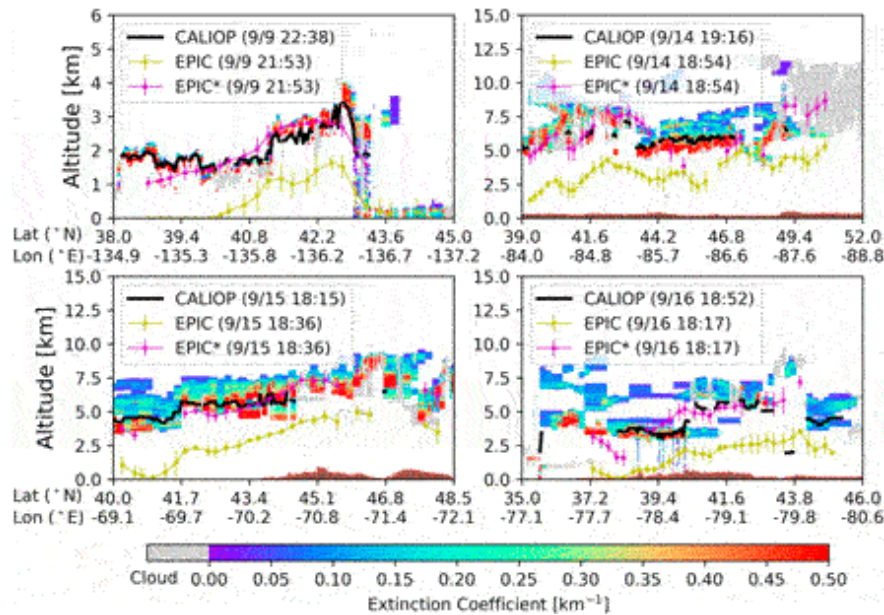 6
5
4
3
2
1
0
Altitude [km]
CALIOP (9/9 22:38)
EPIC (9/9 21:53)
EPIC* (9/9 21:53)
Lat (°N)
38.0 39.4 40.8 42.2 43.6 45.0
Lon (°E)
-134.9 -135.3 -135.8 -136.2 -136.7 -137.2
15.0
12.5
10.0
7.5
5.0
2.5
0.0
CALIOP (9/14 19:16)
EPIC (9/14 18:54)
EPIC* (9/14 18:54)
39.0 41.6 44.2 46.8 49.4 52.0
-84.0 -84.8 -85.7 -86.6 -87.6 -88.8
15.0
12.5
10.0
7.5
5.0
2.5
0.0
Altitude [km]
CALIOP (9/15 18:15)
EPIC (9/15 18:36)
EPIC* (9/15 18:36)
Lat (°N)
40.0 41.7 43.4 45.1 46.8 48.5
Lon (°E)
-69.1 -69.7 -70.2 -70.8 -71.4 -72.1
15.0
12.5
10.0
7.5
5.0
2.5
0.0
CALIOP (9/16 18:52)
EPIC (9/16 18:17)
EPIC* (9/16 18:17)
35.0 37.2 39.4 41.6 43.8 46.0
-77.1 -77.7 -78.4 -79.1 -79.8 -80.6
Cloud
0.00 0.05 0.10 0.15 0.20 0.25 0.30 0.35 0.40 0.45 0.50
Extinction Coefficient [km⁻¹]